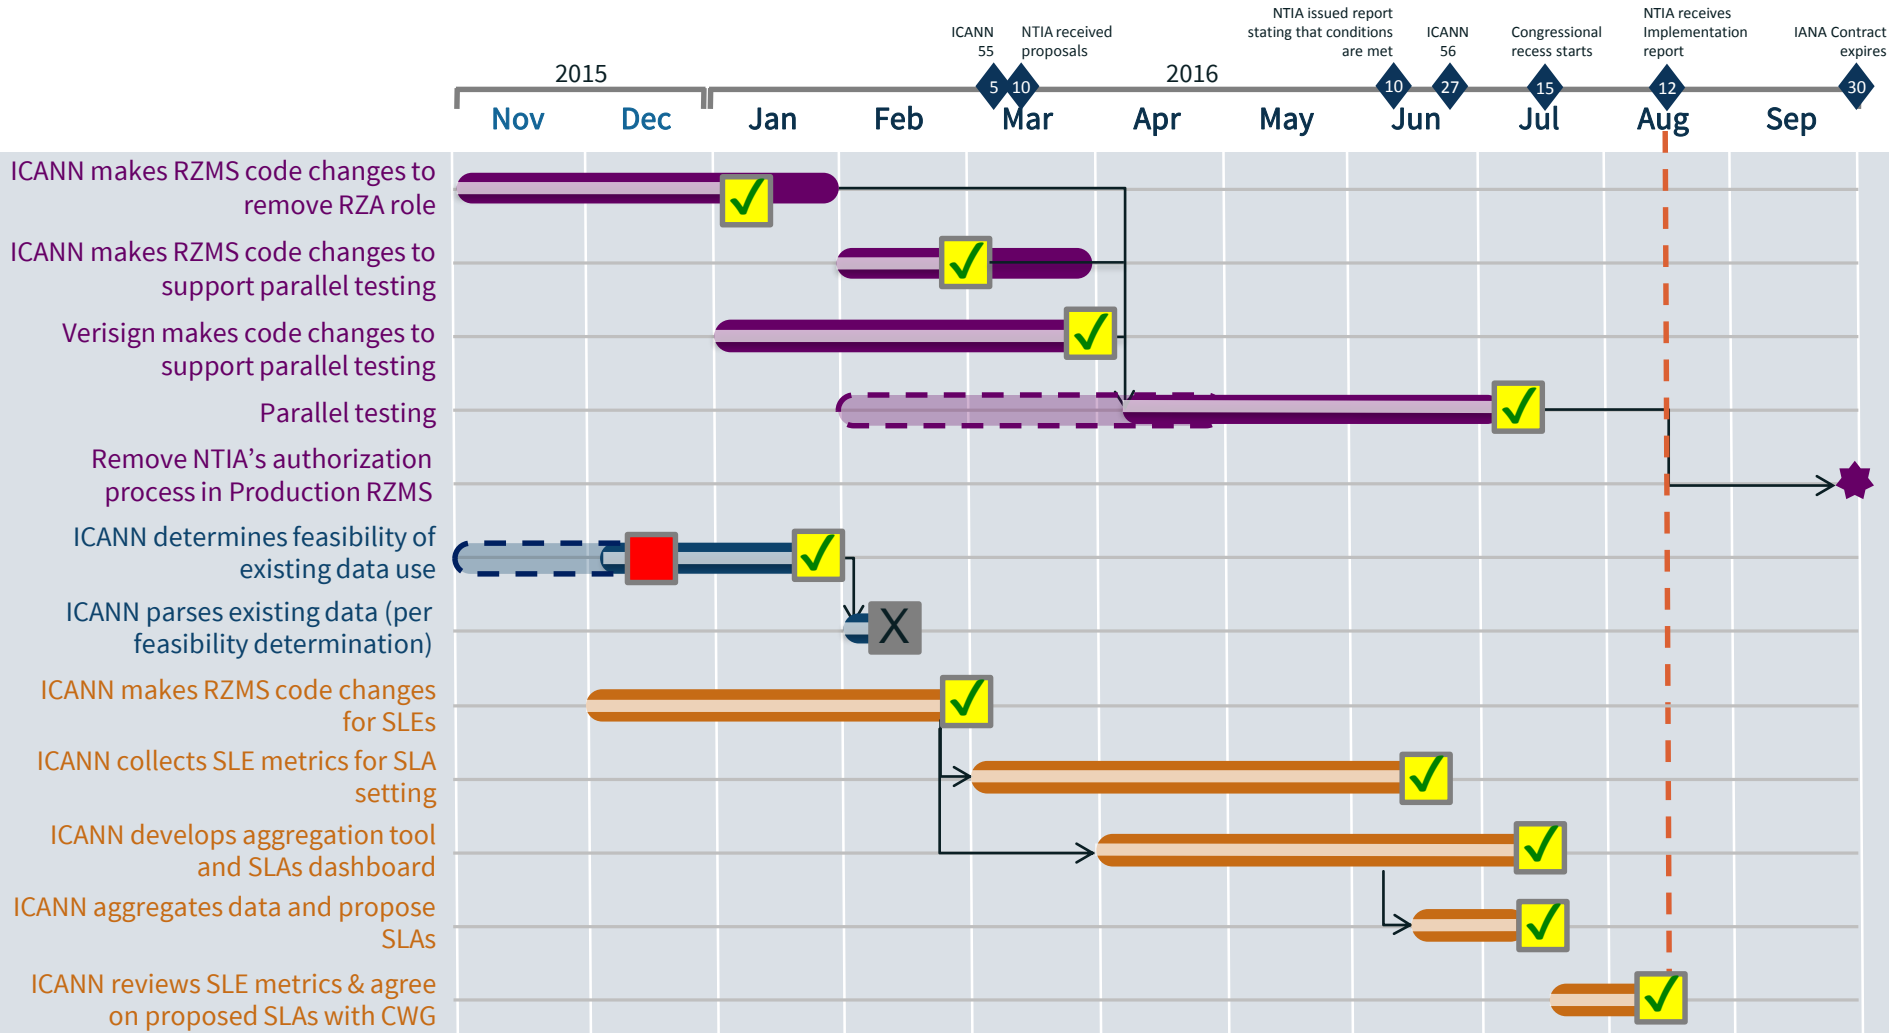 NTIA issued report
stating that conditions
are met
NTIA receives
Implementation
report
ICANN
55
NTIA received
proposals
ICANN
56
Congressional
recess starts
IANA Contract
expires
2015
2016
5
10
10
27
15
12
30
Nov
Dec
Jan
Feb
Mar
Apr
May
Jun
Jul
Aug
Sep
ICANN makes RZMS code changes to
remove RZA role
ICANN makes RZMS code changes to
support parallel testing
Verisign makes code changes to
support parallel testing
Parallel testing
Remove NTIA’s authorization
process in Production RZMS
ICANN determines feasibility of
existing data use
ICANN parses existing data (per
feasibility determination)
X
ICANN makes RZMS code changes
for SLEs
ICANN collects SLE metrics for SLA
setting
ICANN develops aggregation tool
and SLAs dashboard
ICANN aggregates data and propose
SLAs
ICANN reviews SLE metrics & agree
on proposed SLAs with CWG